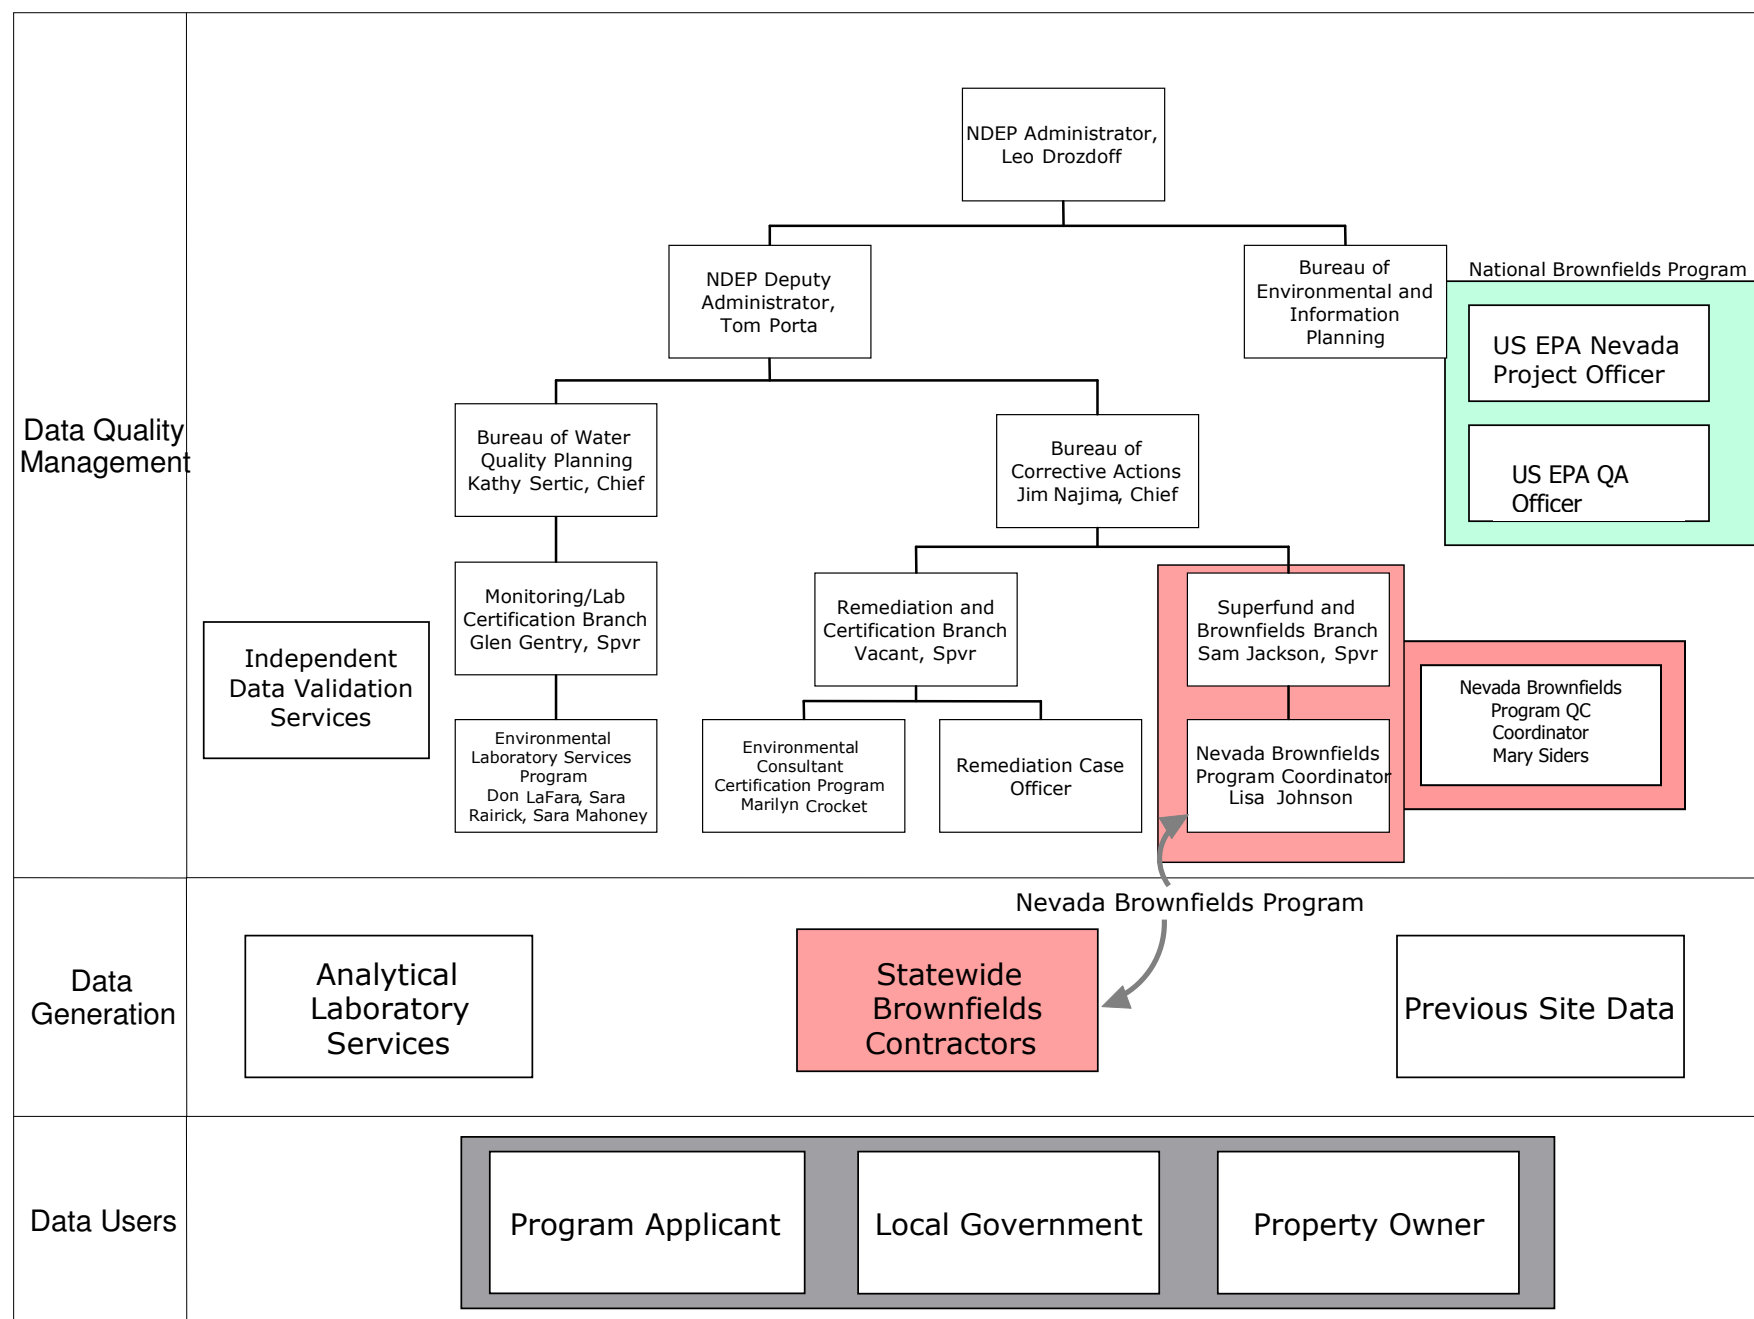 NDEP Administrator,
Leo Drozdoff
NDEP Deputy
Administrator,
Tom Porta
Bureau of
Environmental and
Information
Planning
National Brownfields Program
US EPA Nevada
Project Officer
US EPA QA
Officer
Data Quality
Management
Bureau of Water
Quality Planning
Kathy Sertic, Chief
Bureau of
Corrective Actions
Jim Najima, Chief
Independent
Data Validation
Services
Monitoring/Lab
Certification Branch
Glen Gentry, Spvr
Remediation and
Certification Branch
Vacant, Spvr
Superfund and
Brownfields Branch
Sam Jackson, Spvr
Nevada Brownfields
Program QC
Coordinator
Mary Siders
Environmental
Laboratory Services
Program
Don LaFara, Sara
Rairick, Sara Mahoney
Environmental
Consultant
Certification Program
Marilyn Crocket
Remediation Case
Officer
Nevada Brownfields
Program Coordinator
Lisa Johnson
Nevada Brownfields Program
Data
Generation
Analytical
Laboratory
Services
Statewide
Brownfields
Contractors
Previous Site Data
Data Users
Program Applicant
Local Government
Property Owner